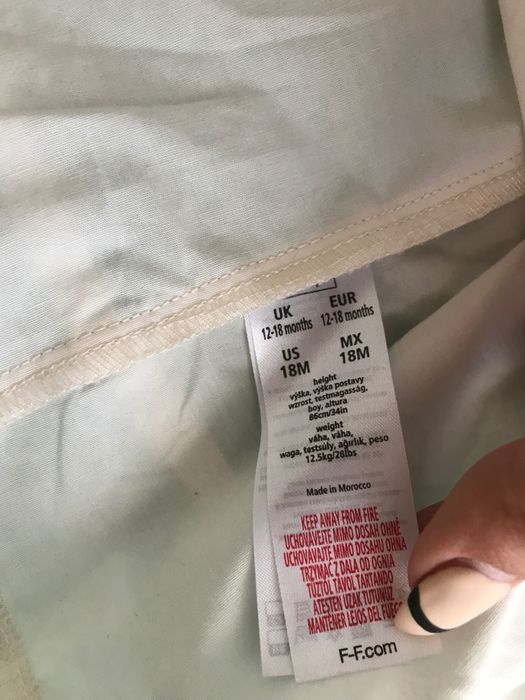 UK EUR
12-18 months 12-18 months
US MX
18M 18M
height
výška, výška postavy
wzrost, testmagasság,
boy, altura
86cm/34in
weight
váha, váha,
waga, testsúly, ağırlık, peso
12.5kg/28lbs
Made in Morocco
KEEP AWAY FROM FIRE
UCHOVÁVEJTE MIMO DOSAH OHNĚ
UCHOVÁVAJTE MIMO DOSAHU OHŇA
TRZYMAĆ Z DALA OD OGNIA
TŰZTŐL TÁVOL TARTANDÓ
ATEŞTEN UZAK TUTUNUZ
MANTENER LEJOS DEL
F-F.com